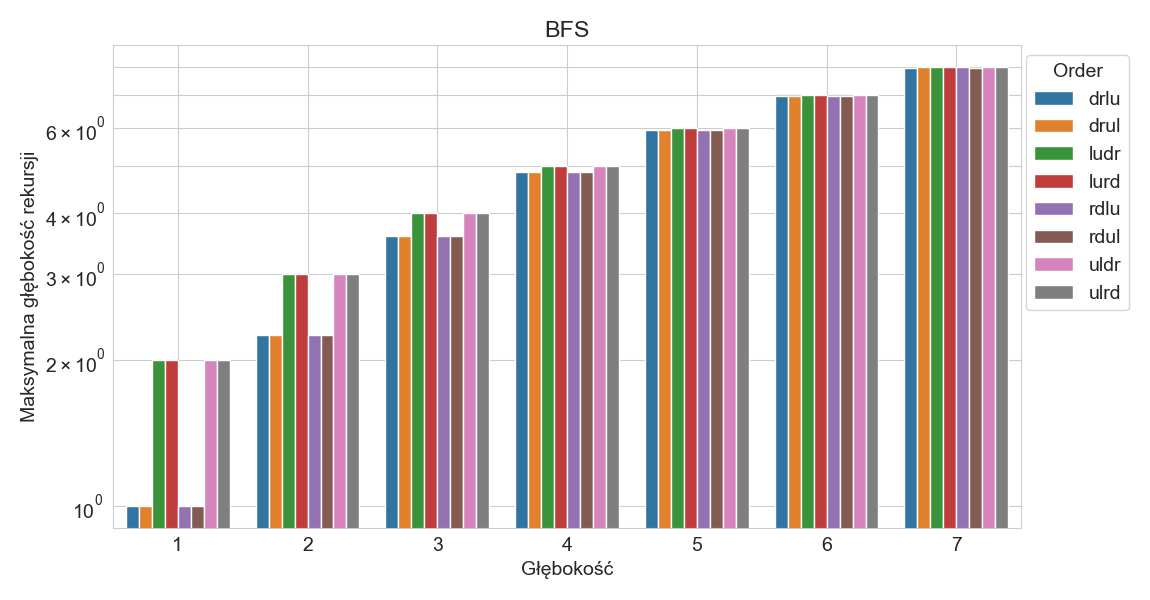 BFS
Maksymalna głębokość rekursji
6 × 10⁰
4 × 10⁰
3 × 10⁰
2 × 10⁰
10⁰
1 2 3 4 5 6 7
Głębokość
Order
drlu
drul
ludr
lurd
rdlu
rdul
uldr
ulrd